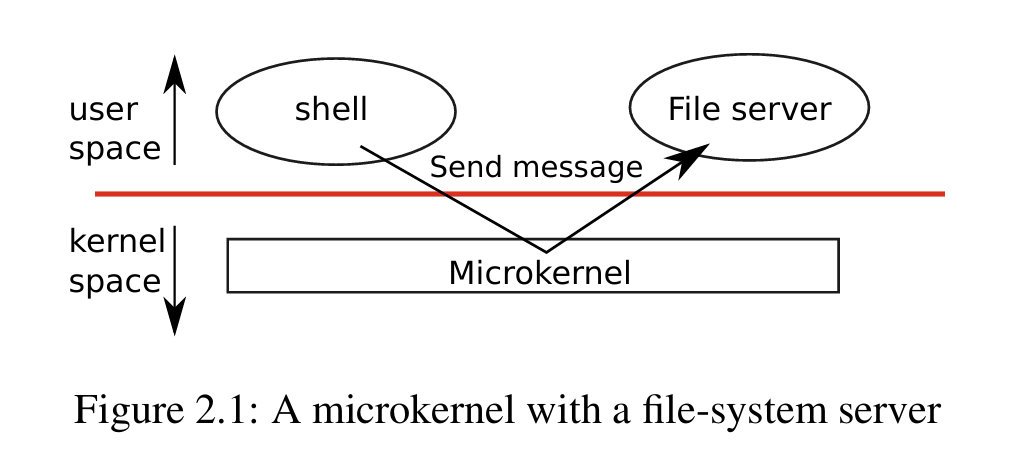 user
space
shell
File server
Send message
kernel
space
Microkernel
Figure 2.1: A microkernel with a file-system server